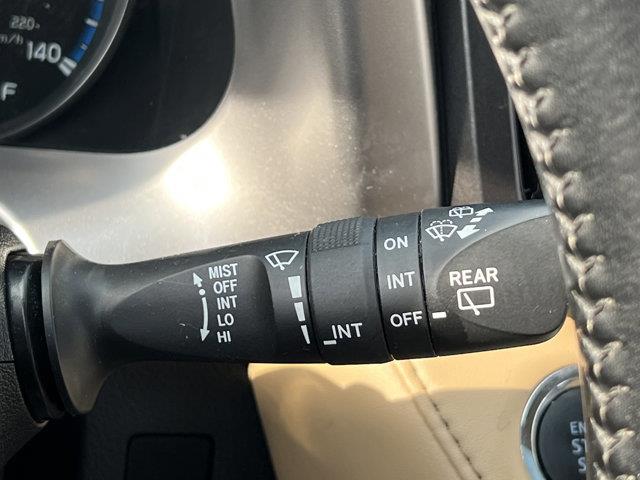 220
140
F
MIST
OFF
INT
LO
HI
INT
ON
INT
OFF
REAR